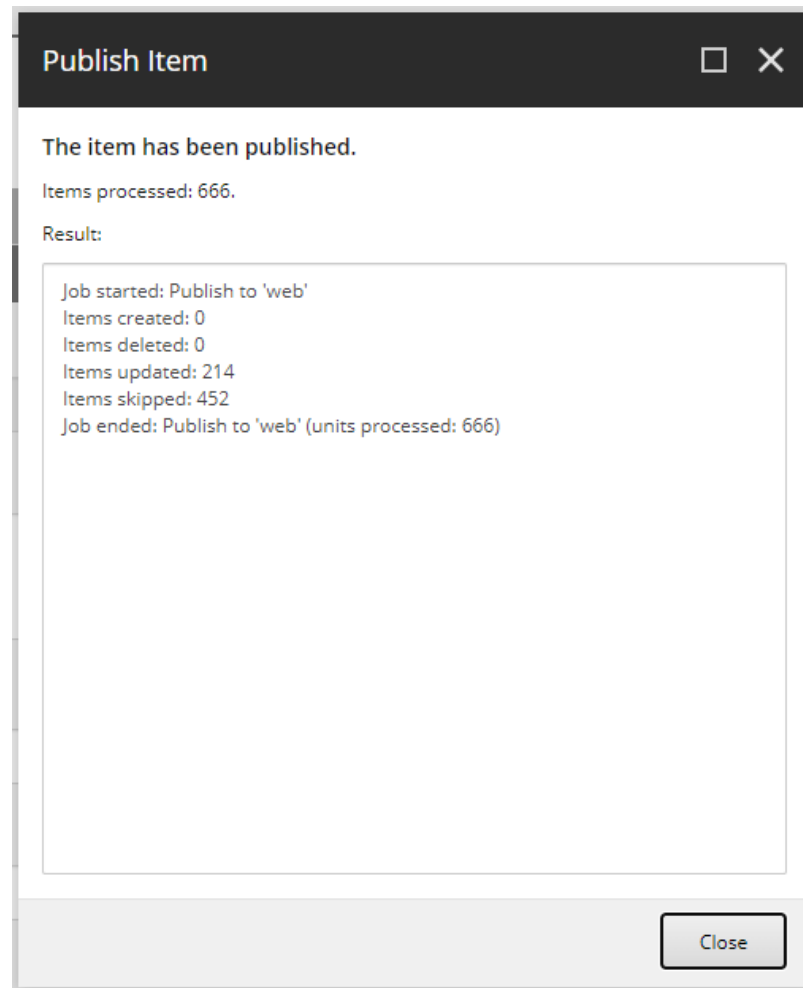 Publish Item
The item has been published.
Items processed: 666.
Result:
Job started: Publish to 'web'
Items created: 0
Items deleted: 0
Items updated: 214
Items skipped: 452
Job ended: Publish to 'web' (units processed: 666)
Close